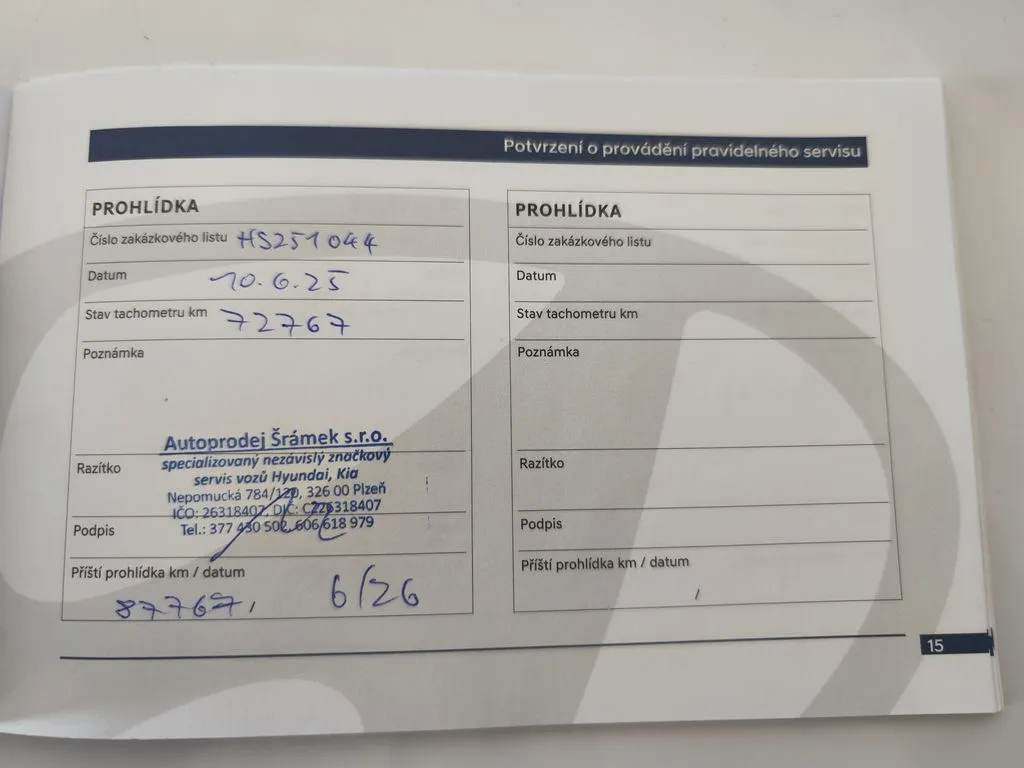 Potvrzení o provádění pravidelného servisu
PROHLÍDKA
Číslo zakázkového listu HS251044
Datum 10.6.25
Stav tachometru km 72767
Poznámka
Autoprodej Šrámek s.r.o.
specializovaný nezávislý značkový
servis vozů Hyundai, Kia
Razítko
Nepomucká 784/120, 326 00 Plzeň
IČO: 26318407, DIČ: CZ26318407
Tel.: 377 430 502, 606 618 979
Podpis
Příští prohlídka km / datum
87767, 6/26
PROHLÍDKA
Číslo zakázkového listu
Datum
Stav tachometru km
Poznámka
Razítko
Podpis
Příští prohlídka km / datum
/
15